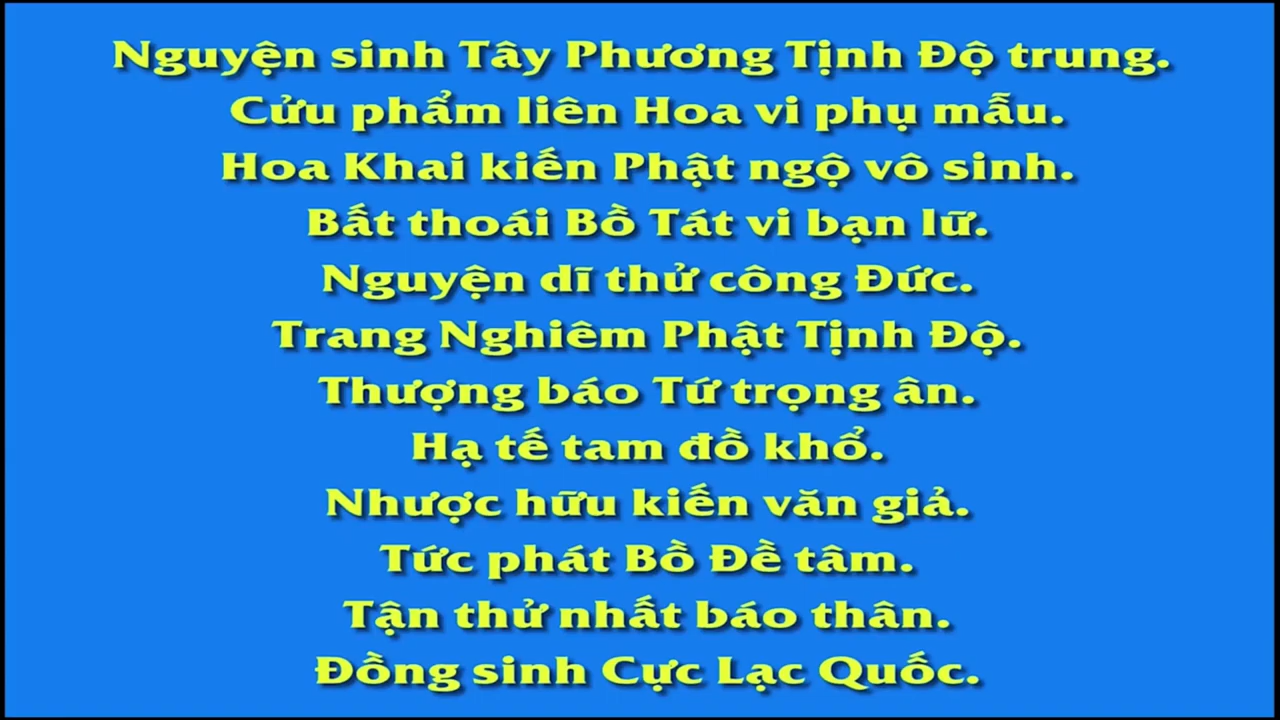 Nguyện sinh Tây Phương Tịnh Độ trung.
Cửu phẩm liên Hoa vi phụ mẫu.
Hoa Khai kiến Phật ngộ vô sinh.
Bất thoái Bồ Tát vi bạn lữ.
Nguyện dĩ thử công Đức.
Trang Nghiêm Phật Tịnh Độ.
Thượng báo Tứ trọng ân.
Hạ tế tam đồ khổ.
Nhược hữu kiến văn giả.
Tức phát Bồ Đề tâm.
Tận thử nhất báo thân.
Đồng sinh Cực Lạc Quốc.